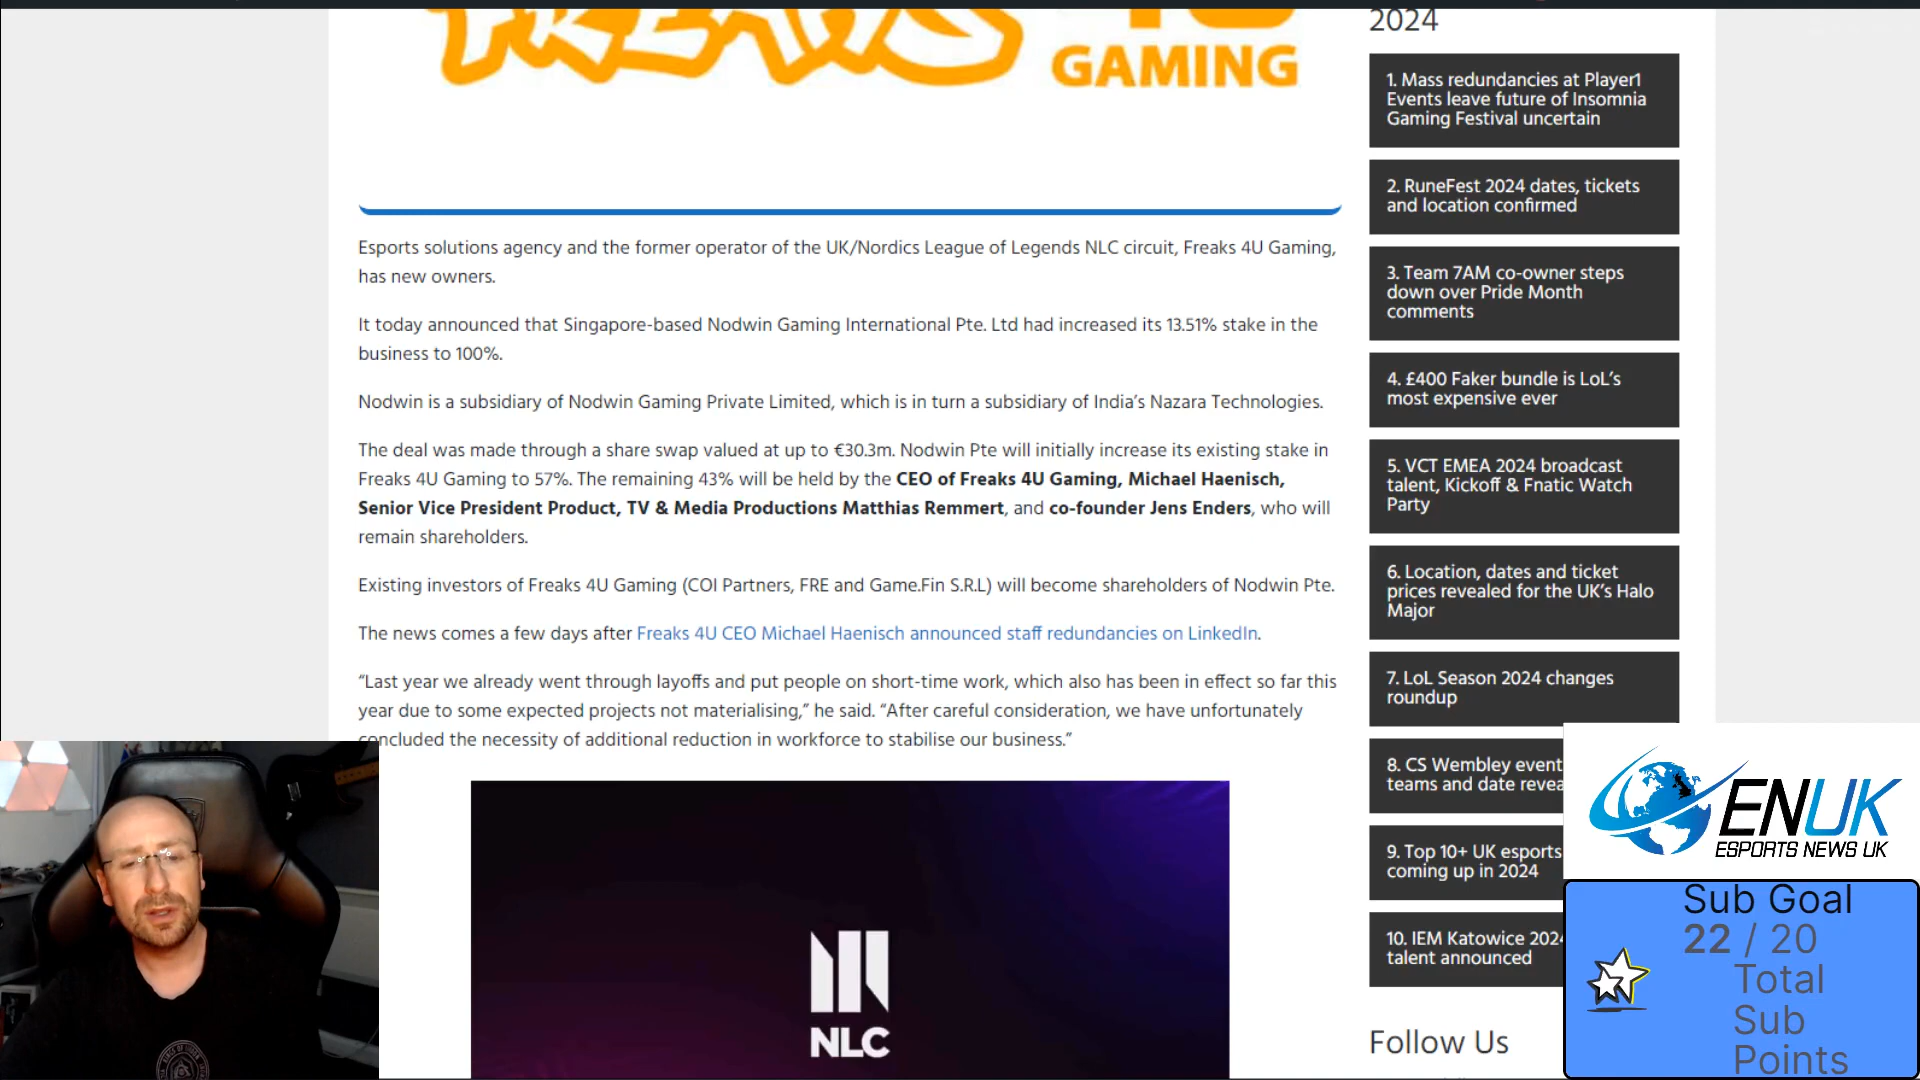 FREAKS 4U
GAMING
Esports solutions agency and the former operator of the UK/Nordics League of Legends NLC circuit, Freaks 4U Gaming,
has new owners.
It today announced that Singapore-based Nodwin Gaming International Pte. Ltd had increased its 13.51% stake in the
business to 100%.
Nodwin is a subsidiary of Nodwin Gaming Private Limited, which is in turn a subsidiary of India’s Nazara Technologies.
The deal was made through a share swap valued at up to €30.3m. Nodwin Pte will initially increase its existing stake in
Freaks 4U Gaming to 57%. The remaining 43% will be held by the CEO of Freaks 4U Gaming, Michael Haenisch,
Senior Vice President Product, TV & Media Productions Matthias Remmert, and co-founder Jens Enders, who will
remain shareholders.
Existing investors of Freaks 4U Gaming (COI Partners, FRE and Game.Fin S.R.L) will become shareholders of Nodwin Pte.
The news comes a few days after Freaks 4U CEO Michael Haenisch announced staff redundancies on LinkedIn.
“Last year we already went through layoffs and put people on short-time work, which also has been in effect so far this
year due to some expected projects not materialising,” he said. “After careful consideration, we have unfortunately
concluded the necessity of additional reduction in workforce to stabilise our business.”
NLC
2024
1. Mass redundancies at Player1
Events leave future of Insomnia
Gaming Festival uncertain
2. RuneFest 2024 dates, tickets
and location confirmed
3. Team 7AM co-owner steps
down over Pride Month
comments
4. £400 Faker bundle is LoL’s
most expensive ever
5. VCT EMEA 2024 broadcast
talent, Kickoff & Fnatic Watch
Party
6. Location, dates and ticket
prices revealed for the UK’s Halo
Major
7. LoL Season 2024 changes
roundup
8. CS Wembley event
teams and date revea
9. Top 10+ UK esports
coming up in 2024
10. IEM Katowice 2024
talent announced
Follow Us
ENUK
ESPORTS NEWS UK
Sub Goal
22 / 20
Total
Sub
Points